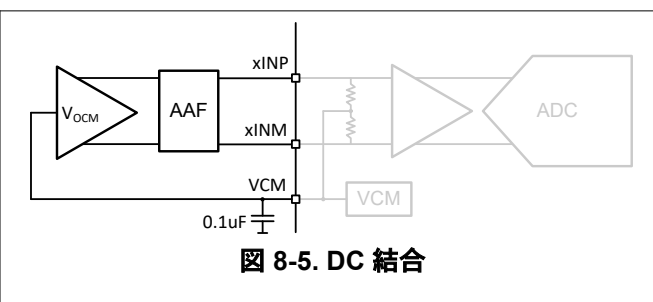 xINP
VOCM
AAF
ADC
xINM
VCM
VCM
0.1uF
図 8-5. DC 結合